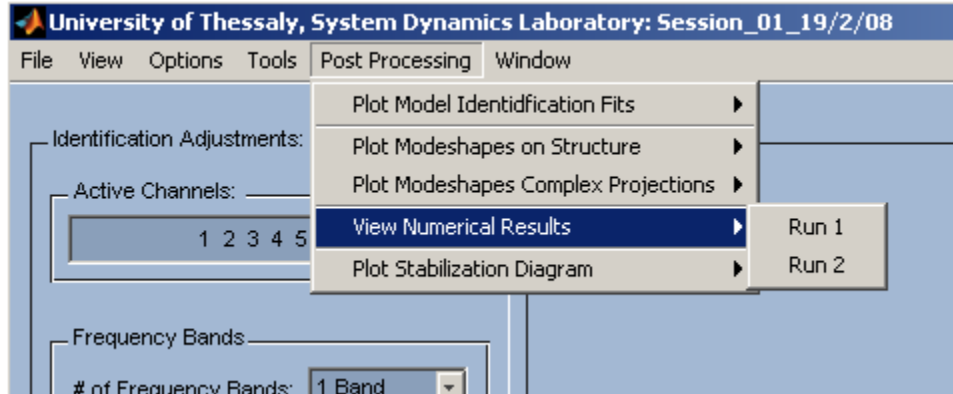 University of Thessaly, System Dynamics Laboratory: Session_01_19/2/08
File View Options Tools Post Processing Window
Plot Model Identidfication Fits
Identification Adjustments:
Plot Modeshapes on Structure
Active Channels:
Plot Modeshapes Complex Projections
1 2 3 4 5
View Numerical Results
Run 1
Run 2
Plot Stabilization Diagram
Frequency Bands
# of Frequency Bands: 1 Band